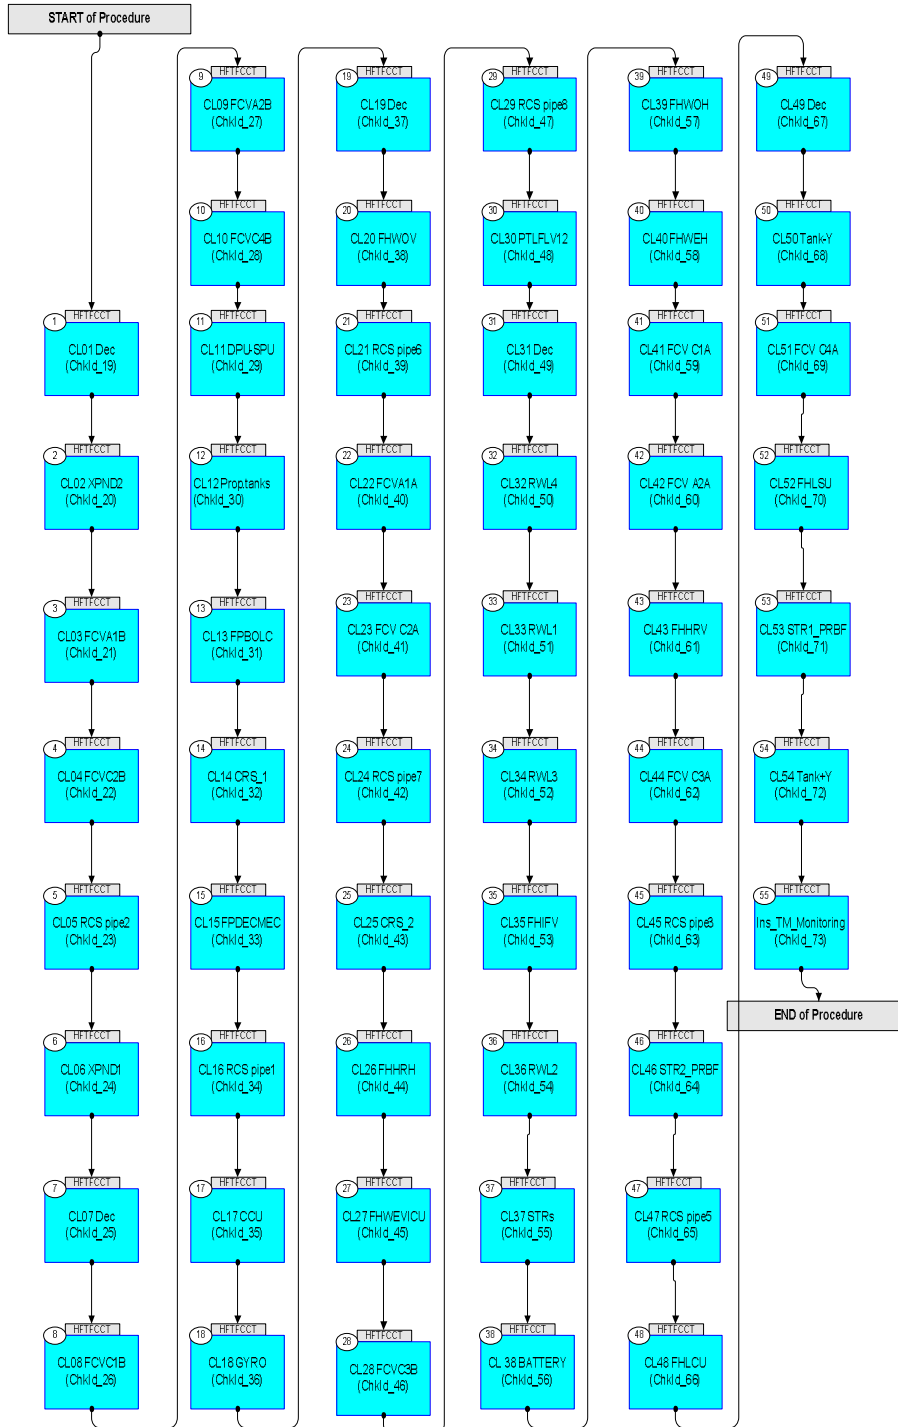 START of Procedure
1
HFTFCCT
CL01 Dec
(ChkId_19)
2
HFTFCCT
CL02 XPND2
(ChkId_20)
3
HFTFCCT
CL03 FCVA1B
(ChkId_21)
4
HFTFCCT
CL04 FCVC2B
(ChkId_22)
5
HFTFCCT
CL05 RCS pipe2
(ChkId_23)
6
HFTFCCT
CL06 XPND1
(ChkId_24)
7
HFTFCCT
CL07 Dec
(ChkId_25)
8
HFTFCCT
CL08 FCVC1B
(ChkId_26)
9
HFTFCCT
CL09 FCVA2B
(ChkId_27)
10
HFTFCCT
CL10 FCVC4B
(ChkId_28)
11
HFTFCCT
CL11 DPU-SPU
(ChkId_29)
12
HFTFCCT
CL12 Prop.tanks
(ChkId_30)
13
HFTFCCT
CL13 FPBOLC
(ChkId_31)
14
HFTFCCT
CL14 CRS_1
(ChkId_32)
15
HFTFCCT
CL15 FPDECMEC
(ChkId_33)
16
HFTFCCT
CL16 RCS pipe1
(ChkId_34)
17
HFTFCCT
CL17 CCU
(ChkId_35)
18
HFTFCCT
CL18 GYRO
(ChkId_36)
19
HFTFCCT
CL19 Dec
(ChkId_37)
20
HFTFCCT
CL20 FHWOV
(ChkId_38)
21
HFTFCCT
CL21 RCS pipe6
(ChkId_39)
22
HFTFCCT
CL22 FCVA1A
(ChkId_40)
23
HFTFCCT
CL23 FCV C2A
(ChkId_41)
24
HFTFCCT
CL24 RCS pipe7
(ChkId_42)
25
HFTFCCT
CL25 CRS_2
(ChkId_43)
26
HFTFCCT
CL26 FHHRH
(ChkId_44)
27
HFTFCCT
CL27 FHWEVICU
(ChkId_45)
28
HFTFCCT
CL28 FCVC3B
(ChkId_46)
29
HFTFCCT
CL29 RCS pipe8
(ChkId_47)
30
HFTFCCT
CL30 PTLFLV12
(ChkId_48)
31
HFTFCCT
CL31 Dec
(ChkId_49)
32
HFTFCCT
CL32 RWL4
(ChkId_50)
33
HFTFCCT
CL33 RWL1
(ChkId_51)
34
HFTFCCT
CL34 RWL3
(ChkId_52)
35
HFTFCCT
CL35 FHIFV
(ChkId_53)
36
HFTFCCT
CL36 RWL2
(ChkId_54)
37
HFTFCCT
CL37 STRs
(ChkId_55)
38
HFTFCCT
CL 38 BATTERY
(ChkId_56)
39
HFTFCCT
CL39 FHWOH
(ChkId_57)
40
HFTFCCT
CL40 FHWEH
(ChkId_58)
41
HFTFCCT
CL41 FCV C1A
(ChkId_59)
42
HFTFCCT
CL42 FCV A2A
(ChkId_60)
43
HFTFCCT
CL43 FHHRV
(ChkId_61)
44
HFTFCCT
CL44 FCV C3A
(ChkId_62)
45
HFTFCCT
CL45 RCS pipe3
(ChkId_63)
46
HFTFCCT
CL46 STR2_PRBF
(ChkId_64)
47
HFTFCCT
CL47 RCS pipe5
(ChkId_65)
48
HFTFCCT
CL48 FHLCU
(ChkId_66)
49
HFTFCCT
CL49 Dec
(ChkId_67)
50
HFTFCCT
CL50 Tank-Y
(ChkId_68)
51
HFTFCCT
CL51 FCV C4A
(ChkId_69)
52
HFTFCCT
CL52 FHLSU
(ChkId_70)
53
HFTFCCT
CL53 STR1_PRBF
(ChkId_71)
54
HFTFCCT
CL54 Tank+Y
(ChkId_72)
55
HFTFCCT
Ins_TM_Monitoring
(ChkId_73)
END of Procedure